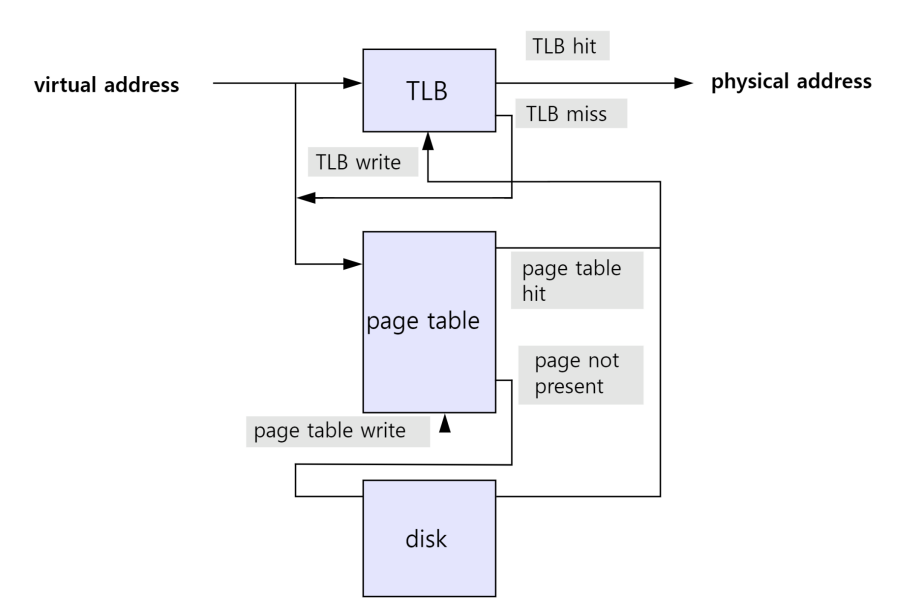 TLB hit
virtual address
TLB
physical address
TLB miss
TLB write
page table
hit
page table
page not
present
page table write
disk